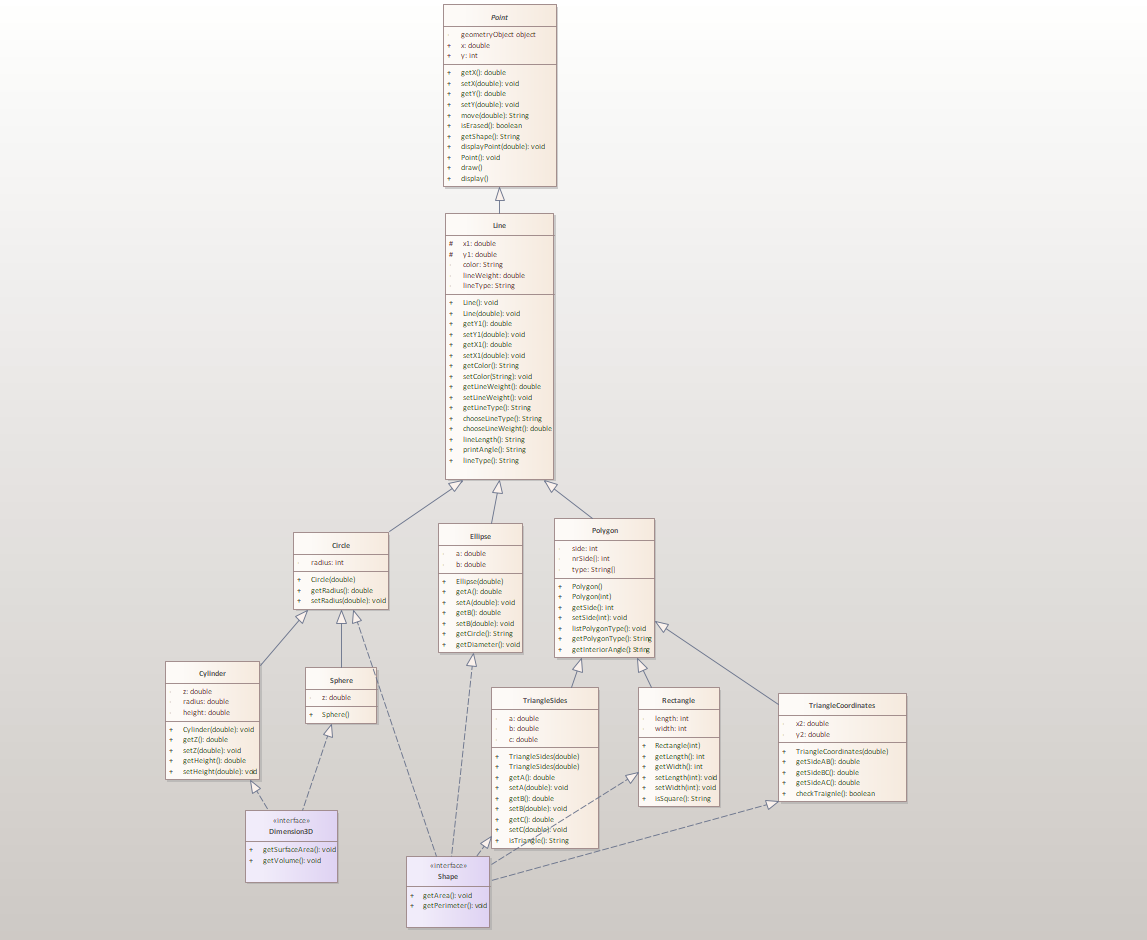 Point
geometryObject object
+ x: double
+ y: int
+ getX(): double
+ setX(double): void
+ getY(): double
+ setY(double): void
+ move(double): String
+ isErased(): boolean
+ getShape(): String
+ displayPoint(double): void
+ Point(): void
+ draw()
+ display()
Line
# x1: double
# y1: double
color: String
lineWeight: double
lineType: String
+ Line(): void
+ Line(double): void
+ getY1(): double
+ setY1(double): void
+ getX1(): double
+ setX1(double): void
+ getColor(): String
+ setColor(String): void
+ getLineWeight(): double
+ setLineWeight(): void
+ getLineType(): String
+ chooseLineType(): String
+ chooseLineWeight(): double
+ lineLength(): String
+ printAngle(): String
+ lineType(): String
Circle
radius: int
+ Circle(double)
+ getRadius(): double
+ setRadius(double): void
Ellipse
a: double
b: double
+ Ellipse(double)
+ getA(): double
+ setA(double): void
+ getB(): double
+ setB(double): void
+ getCircle(): String
+ getDiameter(): void
Polygon
side: int
nrSide(): int
type: String[]
+ Polygon()
+ Polygon(int)
+ getSide(): int
+ setSide(int): void
+ listPolygonType(): void
+ getPolygonType(): String
+ getInteriorAngle(): String
Cylinder
z: double
radius: double
height: double
+ Cylinder(double): void
+ getZ(): double
+ setZ(double): void
+ getHeight(): double
+ setHeight(double): void
Sphere
z: double
+ Sphere()
TriangleSides
a: double
b: double
c: double
+ TriangleSides(double)
+ TriangleSides(double)
+ getA(): double
+ setA(double): void
+ getB(): double
+ setB(double): void
+ getC(): double
+ setC(double): void
+ isTriangle(): String
Rectangle
length: int
width: int
+ Rectangle(int)
+ getLength(): int
+ getWidth(): int
+ setLength(int): void
+ setWidth(int): void
+ isSquare(): String
TriangleCoordinates
x2: double
y2: double
+ TriangleCoordinates(double)
+ getSideAB(): double
+ getSideBC(): double
+ getSideAC(): double
+ checkTraignle(): boolean
«interface»
Dimension3D
+ getSurfaceArea(): void
+ getVolume(): void
«interface»
Shape
+ getArea(): void
+ getPerimeter(): void